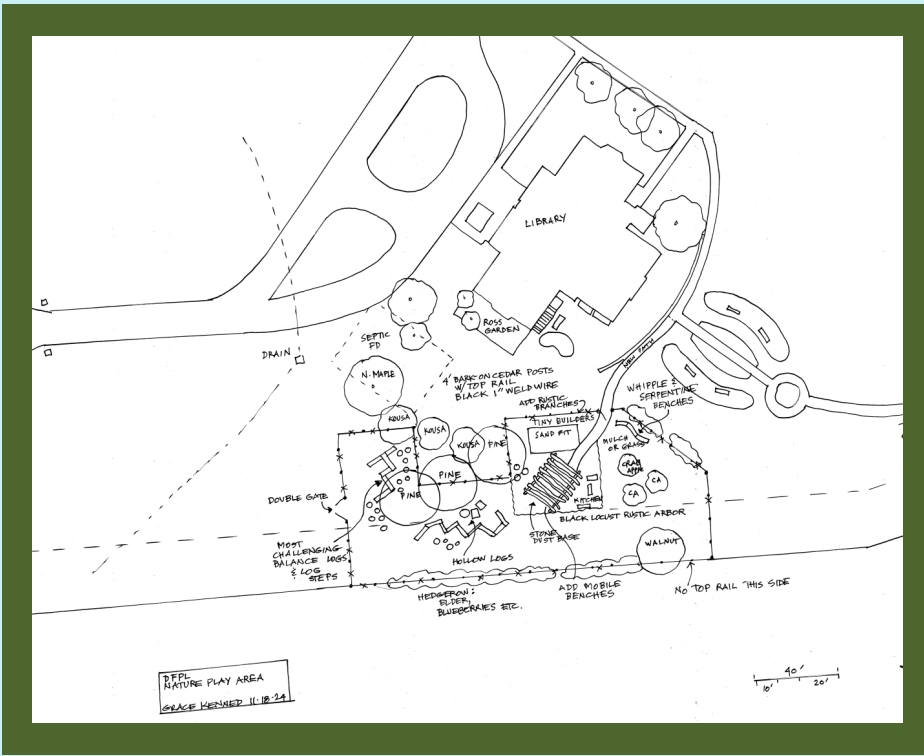 LIBRARY
ROSS
GARDEN
SEPTIC
FD
DRAIN
N-MAPLE
4' BARK ON CEDAR POSTS
W/ TOP RAIL
BLACK 1" WELDWIRE
NEW PATH
ADD RUSTIC
BRANCHES
WHIPPLE &
SERPENTINE
BENCHES
TINY BUILDERS
SAND PIT
MULCH
OR GRASS
KOUSA
KOUSA
KOUSA
PINE
PINE
PINE
CRAB
APPLE
CA
CA
KITCHEN
DOUBLE GATE
BLACK LOCUST RUSTIC ARBOR
STONE
DUST BASE
WALNUT
MOST
CHALLENGING
BALANCE LOGS
& LOG
STEPS
HOLLOW LOGS
HEDGEROW:
ELDER,
BLUEBERRIES ETC.
ADD MOBILE
BENCHES
NO TOP RAIL THIS SIDE
DFPL
NATURE PLAY AREA
GRACE KENNED 11-18-24
40'
10'
20'